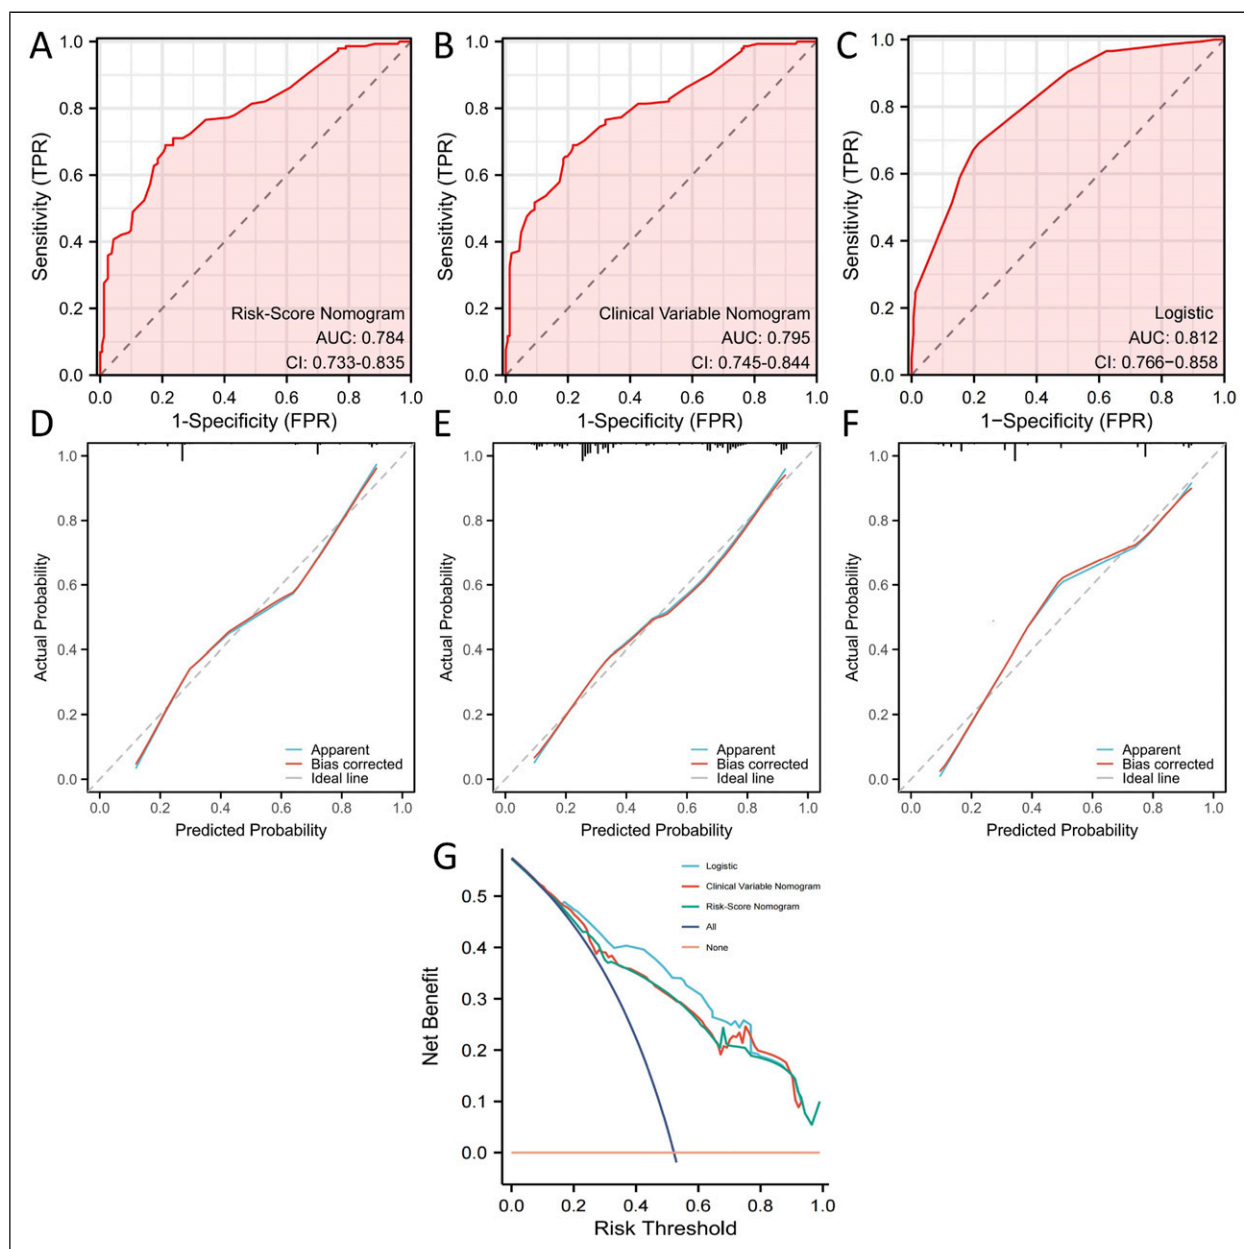 A
B
C
1.0
0.8
0.6
0.4
0.2
0.0
Sensitivity (TPR)
Risk-Score Nomogram
AUC: 0.784
CI: 0.733-0.835
0.0 0.2 0.4 0.6 0.8 1.0
1-Specificity (FPR)
1.0
0.8
0.6
0.4
0.2
0.0
Sensitivity (TPR)
Clinical Variable Nomogram
AUC: 0.795
CI: 0.745-0.844
0.0 0.2 0.4 0.6 0.8 1.0
1-Specificity (FPR)
1.0
0.8
0.6
0.4
0.2
0.0
Sensitivity (TPR)
Logistic
AUC: 0.812
CI: 0.766−0.858
0.0 0.2 0.4 0.6 0.8 1.0
1−Specificity (FPR)
D
1.0
0.8
0.6
0.4
0.2
0.0
Actual Probability
Apparent
Bias corrected
Ideal line
0.0 0.2 0.4 0.6 0.8 1.0
Predicted Probability
E
1.0
0.8
0.6
0.4
0.2
0.0
Actual Probability
Apparent
Bias corrected
Ideal line
0.0 0.2 0.4 0.6 0.8 1.0
Predicted Probability
F
1.0
0.8
0.6
0.4
0.2
0.0
Actual Probability
Apparent
Bias corrected
Ideal line
0.0 0.2 0.4 0.6 0.8 1.0
Predicted Probability
G
0.5
0.4
0.3
0.2
0.1
0.0
Net Benefit
Logistic
Clinical Variable Nomogram
Risk-Score Nomogram
All
None
0.0 0.2 0.4 0.6 0.8 1.0
Risk Threshold